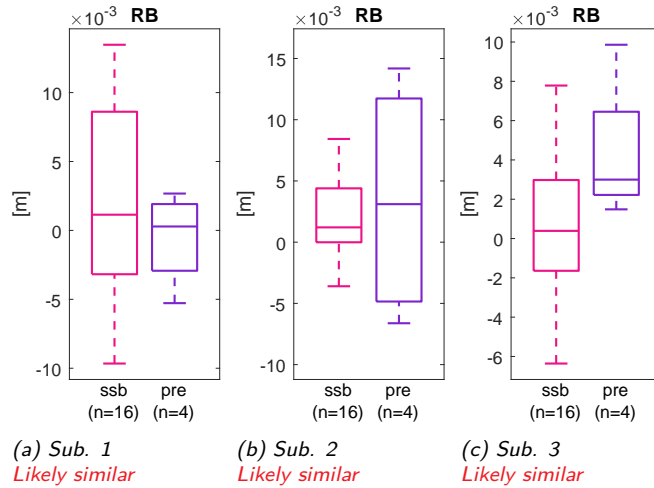 ×10⁻³ RB
10
5
0
-5
-10
[m]
ssb
(n=16)
pre
(n=4)
(a) Sub. 1
Likely similar
×10⁻³ RB
15
10
5
0
-5
-10
[m]
ssb
(n=16)
pre
(n=4)
(b) Sub. 2
Likely similar
×10⁻³ RB
10
8
6
4
2
0
-2
-4
-6
[m]
ssb
(n=16)
pre
(n=4)
(c) Sub. 3
Likely similar